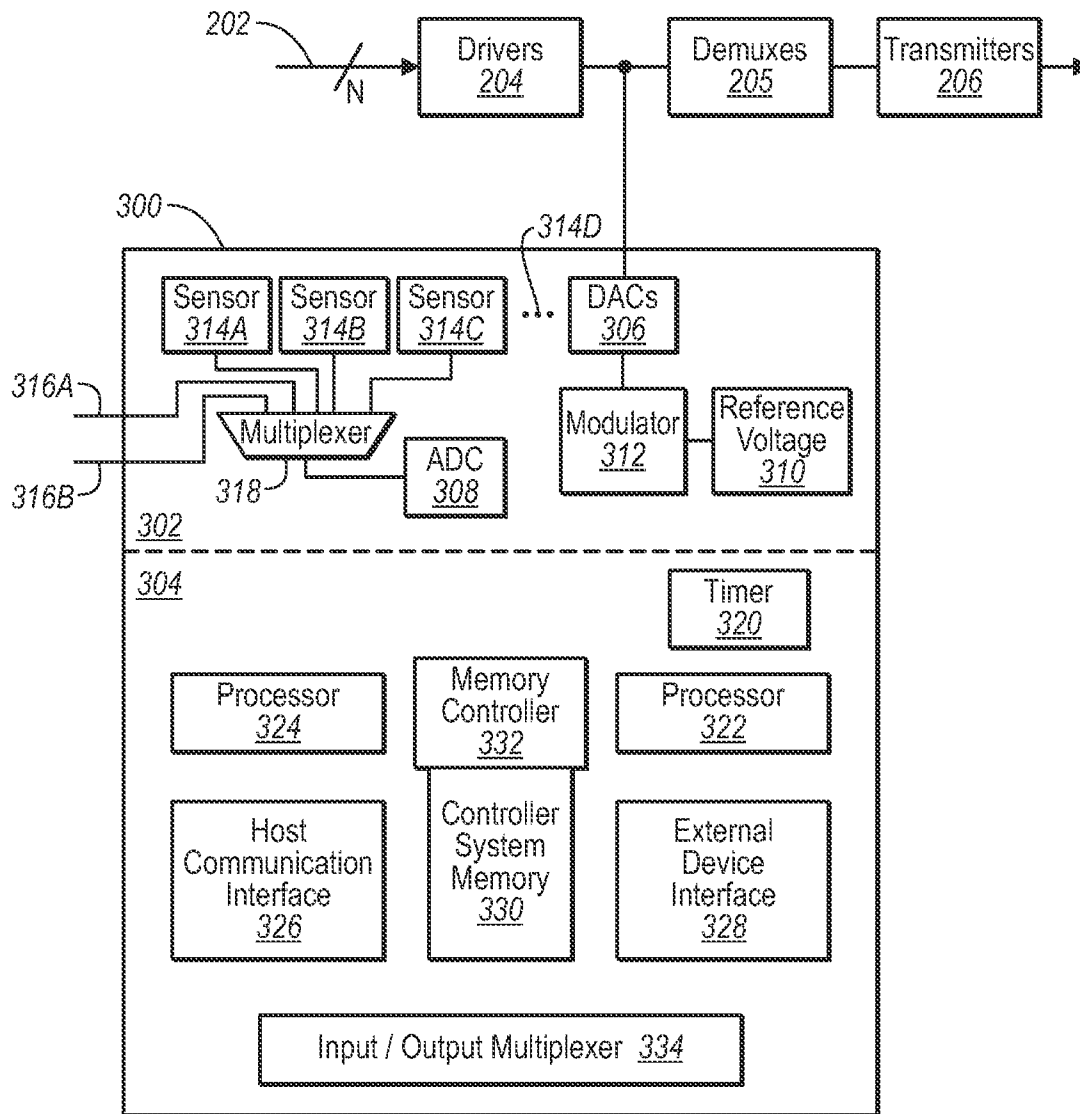 202
N
Drivers
204
Demuxes
205
Transmitters
206
300
314D
Sensor
314A
Sensor
314B
Sensor
314C
DACs
306
316A
316B
Multiplexer
318
ADC
308
Modulator
312
Reference
Voltage
310
302
304
Timer
320
Processor
324
Memory
Controller
332
Processor
322
Host
Communication
Interface
326
Controller
System
Memory
330
External
Device
Interface
328
Input / Output Multiplexer 334